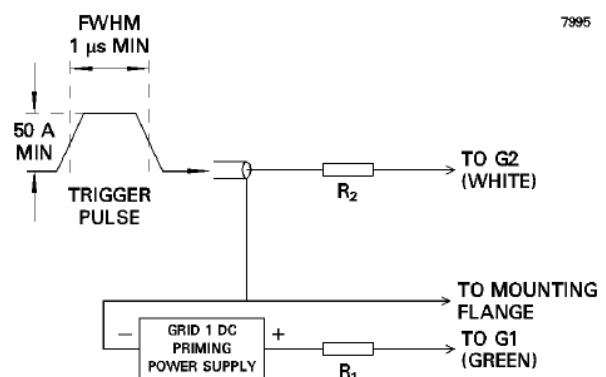 FWHM
1 μs MIN
7995
50 A
MIN
TRIGGER
PULSE
R2
TO G2
(WHITE)
TO MOUNTING
FLANGE
− GRID 1 DC +
PRIMING
POWER SUPPLY
R1
TO G1
(GREEN)